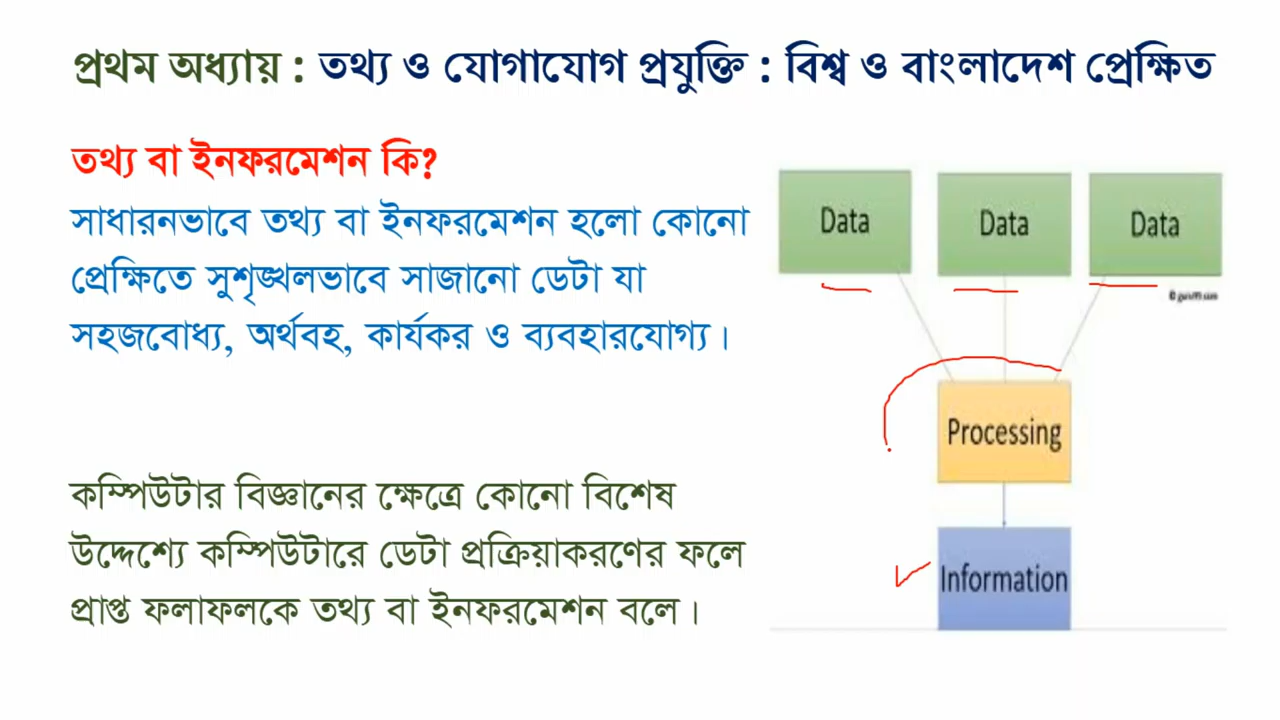 প্রথম অধ্যায় : তথ্য ও যোগাযোগ প্রযুক্তি : বিশ্ব ও বাংলাদেশ প্রেক্ষিত
তথ্য বা ইনফরমেশন কি?
সাধারনভাবে তথ্য বা ইনফরমেশন হলো কোনো
প্রেক্ষিতে সুশৃঙ্খলভাবে সাজানো ডেটা যা
সহজবোধ্য, অর্থবহ, কার্যকর ও ব্যবহারযোগ্য।
কম্পিউটার বিজ্ঞানের ক্ষেত্রে কোনো বিশেষ
উদ্দেশ্যে কম্পিউটারে ডেটা প্রক্রিয়াকরণের ফলে
প্রাপ্ত ফলাফলকে তথ্য বা ইনফরমেশন বলে।
Data Data Data
Processing
Information